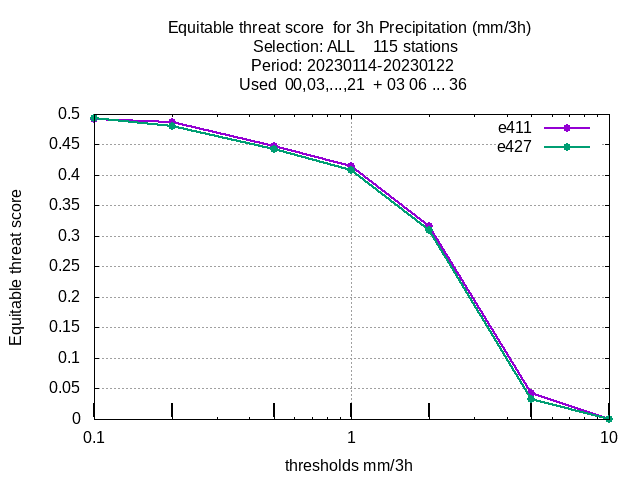 Equitable threat score  for 3h Precipitation (mm/3h)
Selection: ALL    115 stations
Period: 20230114-20230122
Used  00,03,...,21  + 03 06 ... 36
e411
e427
0.5
0.45
0.4
0.35
0.3
0.25
0.2
0.15
0.1
0.05
0
Equitable threat score
0.1 1 10
thresholds mm/3h